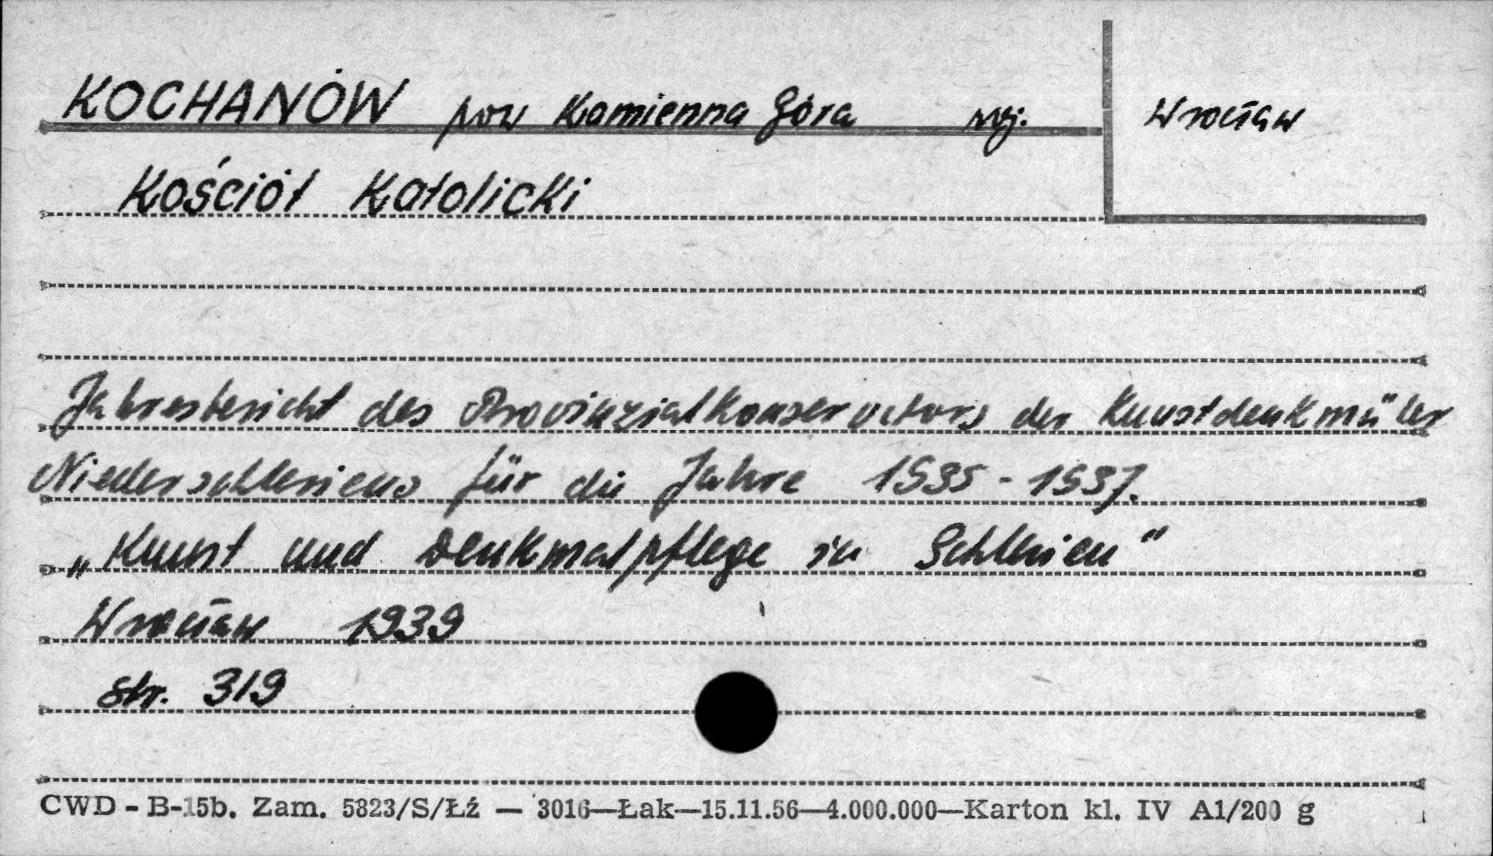 KOCHANÓW pow Kamienna Góra woj. Wrocław
Kościół Katolicki
Jahresbericht des Provinzialkonservators der Kunstdenkmäler
Niederschlesiens für die Jahre 1935-1937.
„Kunst und Denkmalpflege in Schlesien"
Wrocław 1939
str. 319
CWD - B-15b. Zam. 5823/S/Łź — 3016—Łak—15.11.56—4.000.000—Karton kl. IV A1/200 g